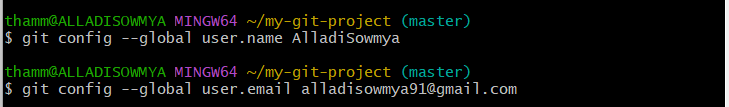 thamm@ALLADISOWMYA MINGW64 ~/my-git-project (master)
$ git config --global user.name AlladiSowmya
thamm@ALLADISOWMYA MINGW64 ~/my-git-project (master)
$ git config --global user.email alladisowmya91@gmail.com